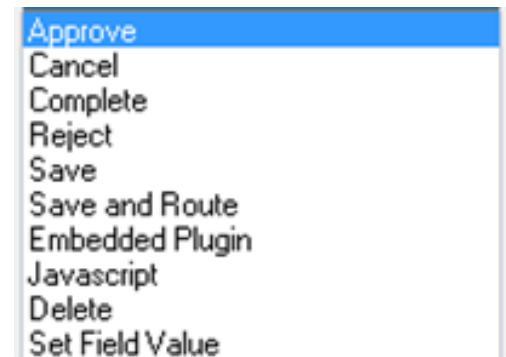 Approve
Cancel
Complete
Reject
Save
Save and Route
Embedded Plugin
Javascript
Delete
Set Field Value